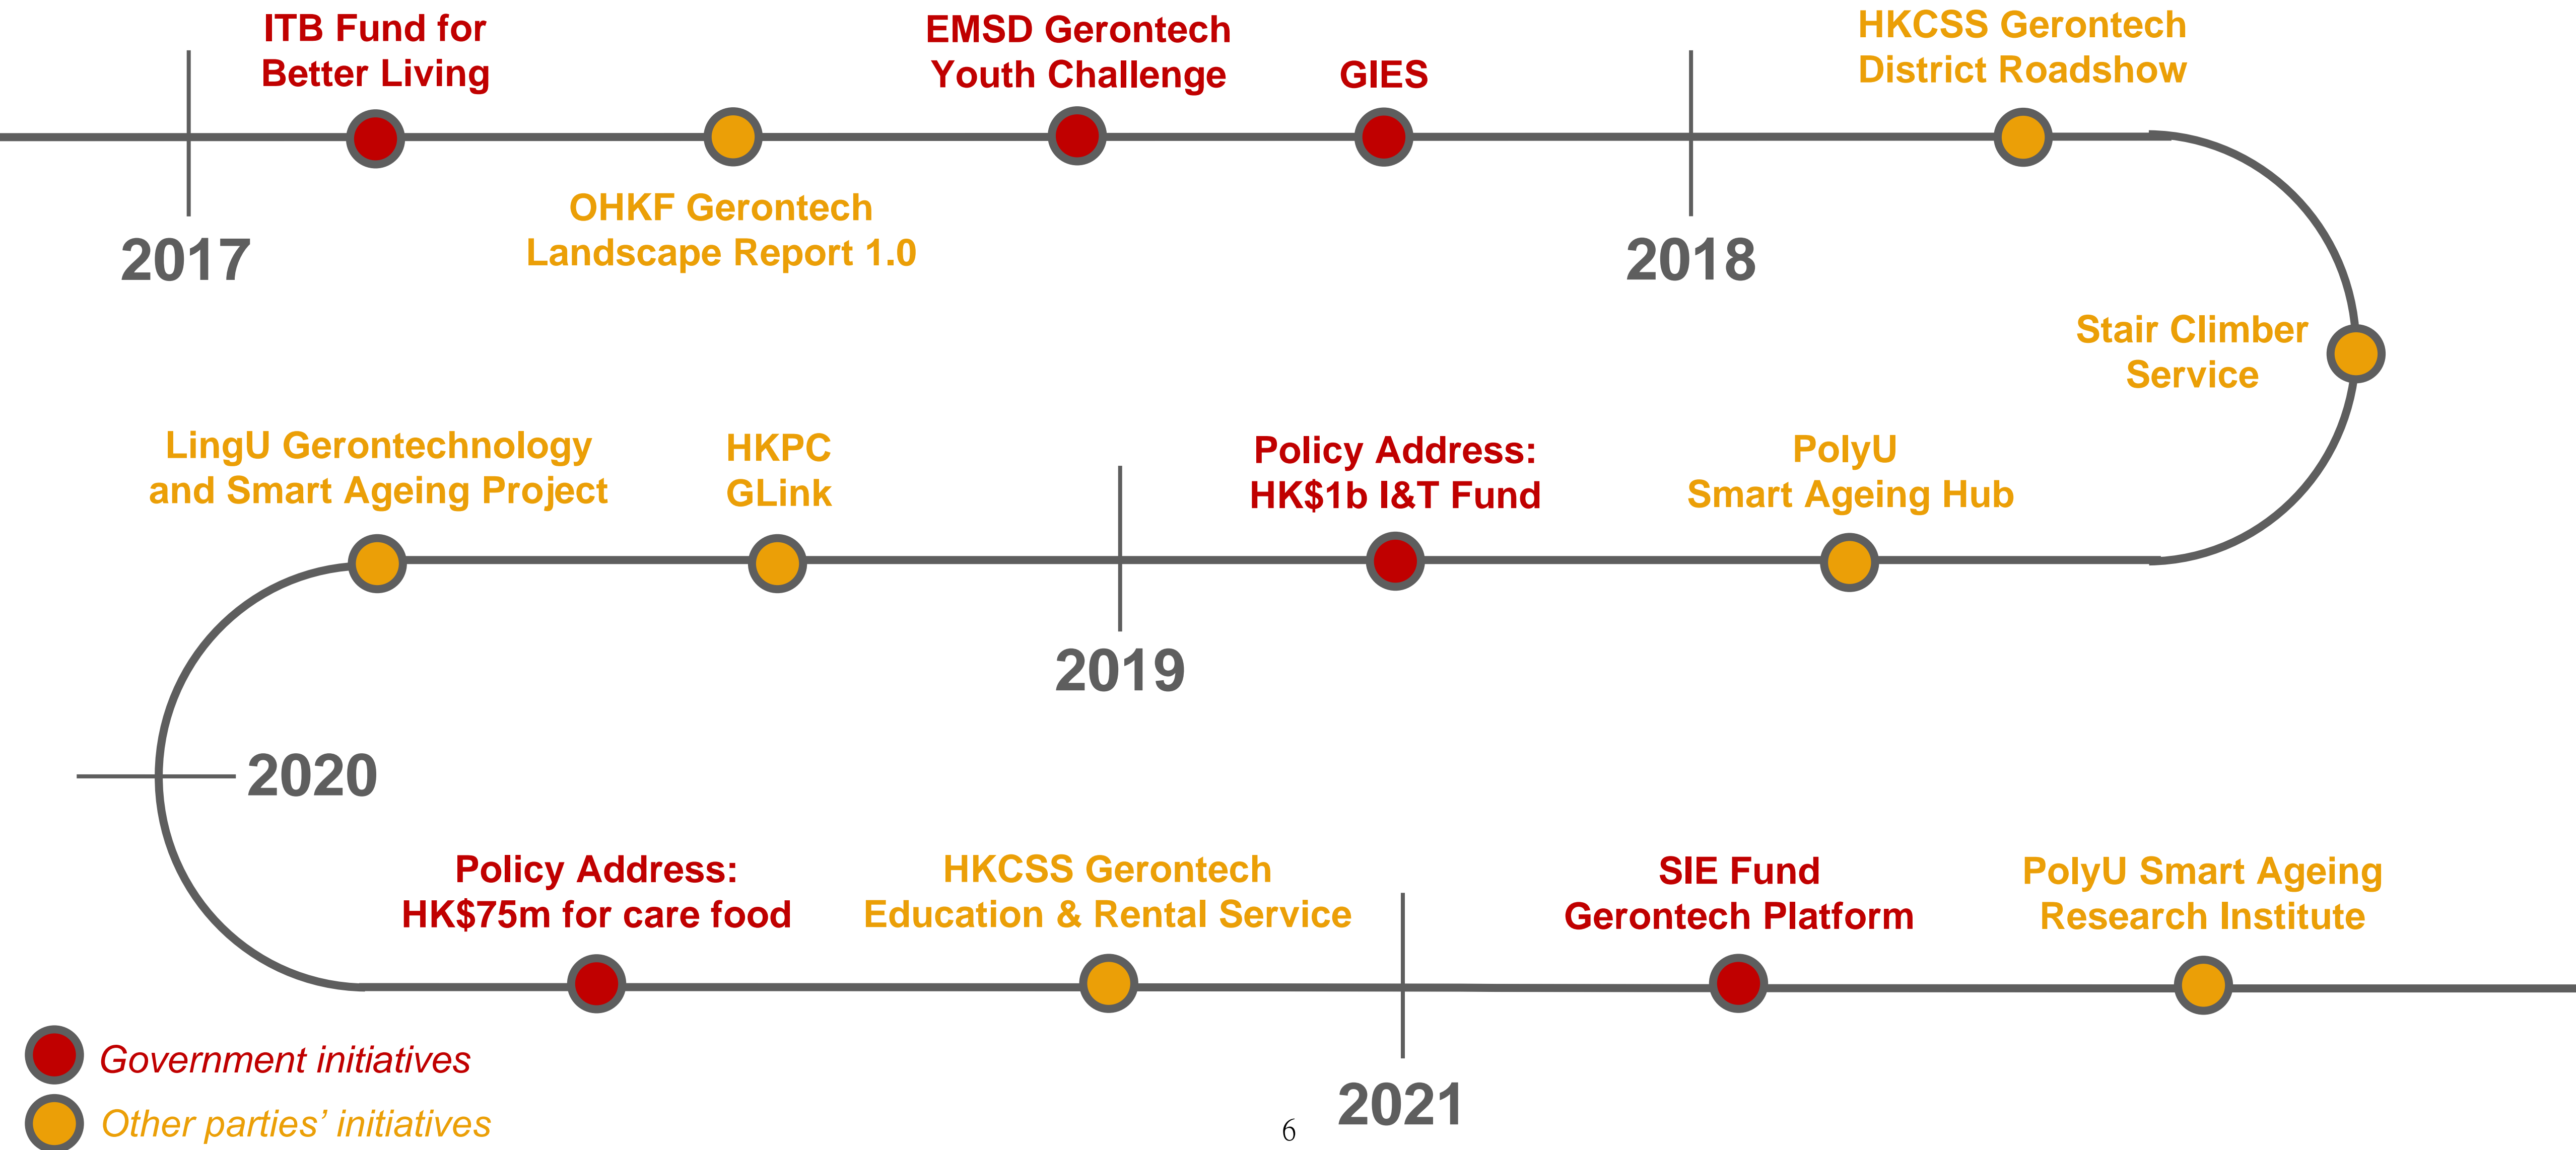 ITB Fund for
Better Living
EMSD Gerontech
Youth Challenge
GIES
HKCSS Gerontech
District Roadshow
OHKF Gerontech
Landscape Report 1.0
2017
2018
Stair Climber
Service
LingU Gerontechnology
and Smart Ageing Project
HKPC
GLink
Policy Address:
HK$1b I&T Fund
PolyU
Smart Ageing Hub
2019
2020
Policy Address:
HK$75m for care food
HKCSS Gerontech
Education & Rental Service
SIE Fund
Gerontech Platform
PolyU Smart Ageing
Research Institute
Government initiatives
Other parties’ initiatives
2021
6